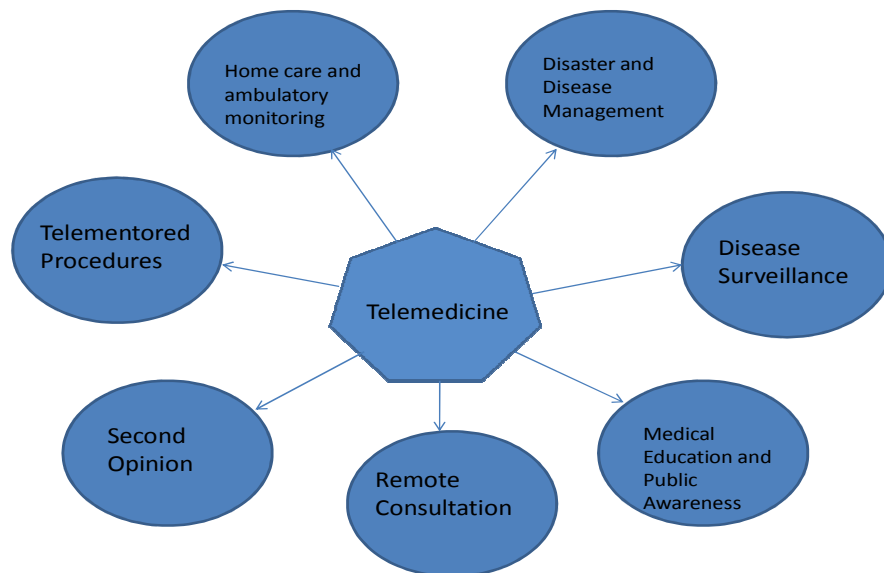 Home care and
ambulatory
monitoring
Disaster and
Disease
Management
Telementored
Procedures
Disease
Surveillance
Telemedicine
Second
Opinion
Remote
Consultation
Medical
Education and
Public
Awareness